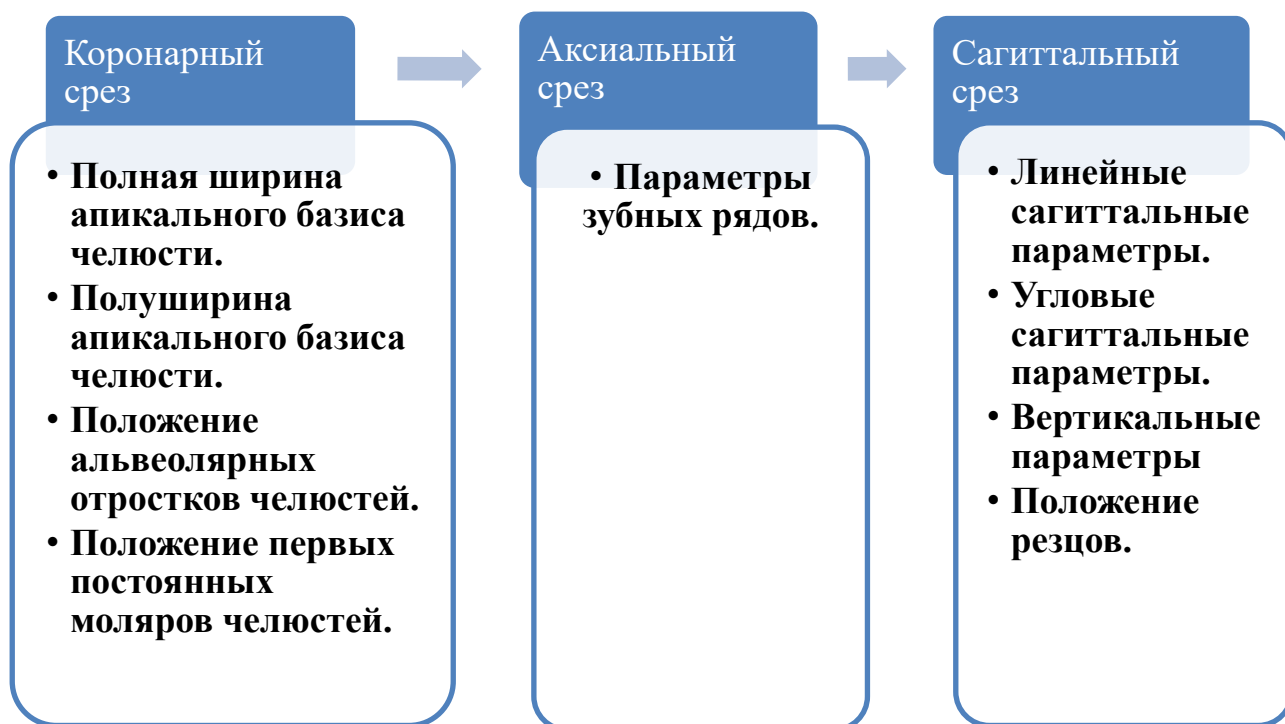 Коронарный
срез
• Полная ширина
апикального базиса
челюсти.
• Полуширина
апикального базиса
челюсти.
• Положение
альвеолярных
отростков челюстей.
• Положение первых
постоянных
моляров челюстей.
Аксиальный
срез
• Параметры
зубных рядов.
Сагиттальный
срез
• Линейные
сагиттальные
параметры.
• Угловые
сагиттальные
параметры.
• Вертикальные
параметры
• Положение
резцов.